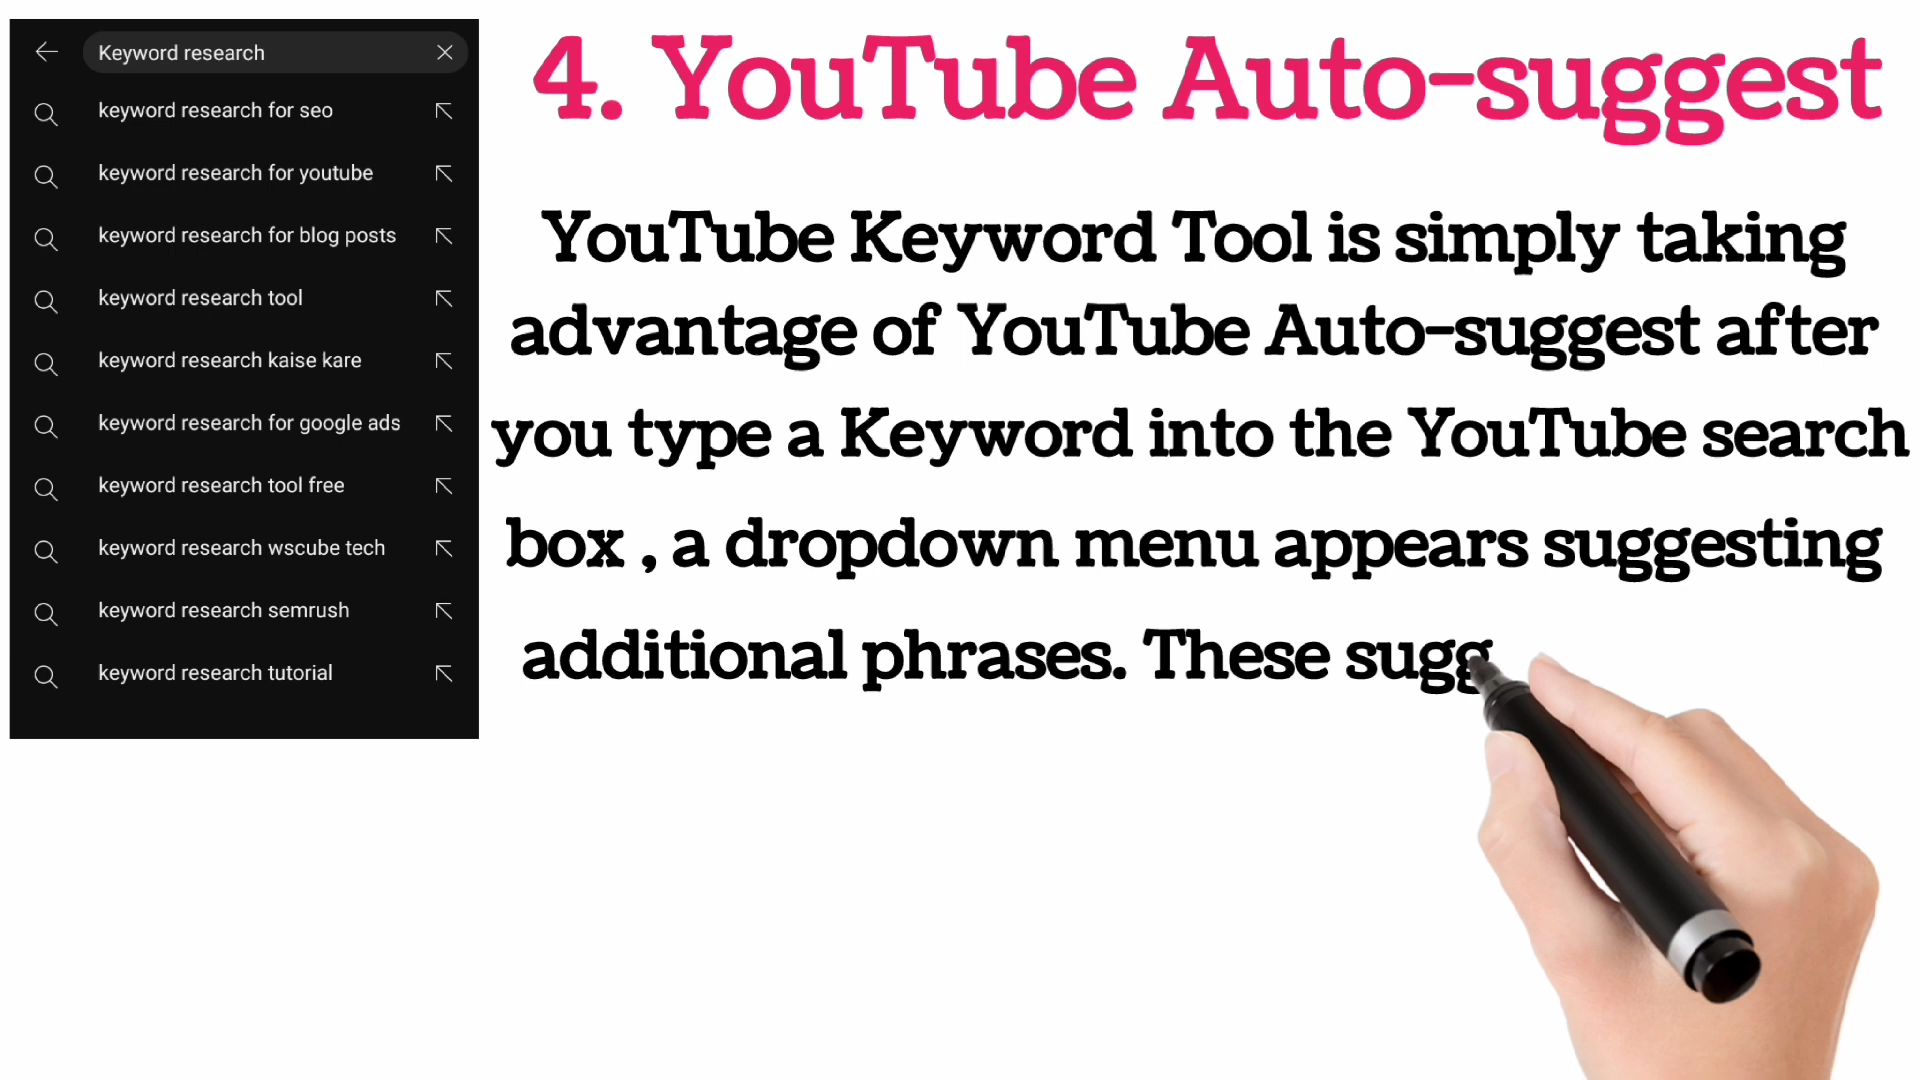 Keyword research
keyword research for seo
keyword research for youtube
keyword research for blog posts
keyword research tool
keyword research kaise kare
keyword research for google ads
keyword research tool free
keyword research wscube tech
keyword research semrush
keyword research tutorial
4. YouTube Auto-suggest
YouTube Keyword Tool is simply taking
advantage of YouTube Auto-suggest after
you type a Keyword into the YouTube search
box , a dropdown menu appears suggesting
additional phrases. These sugg